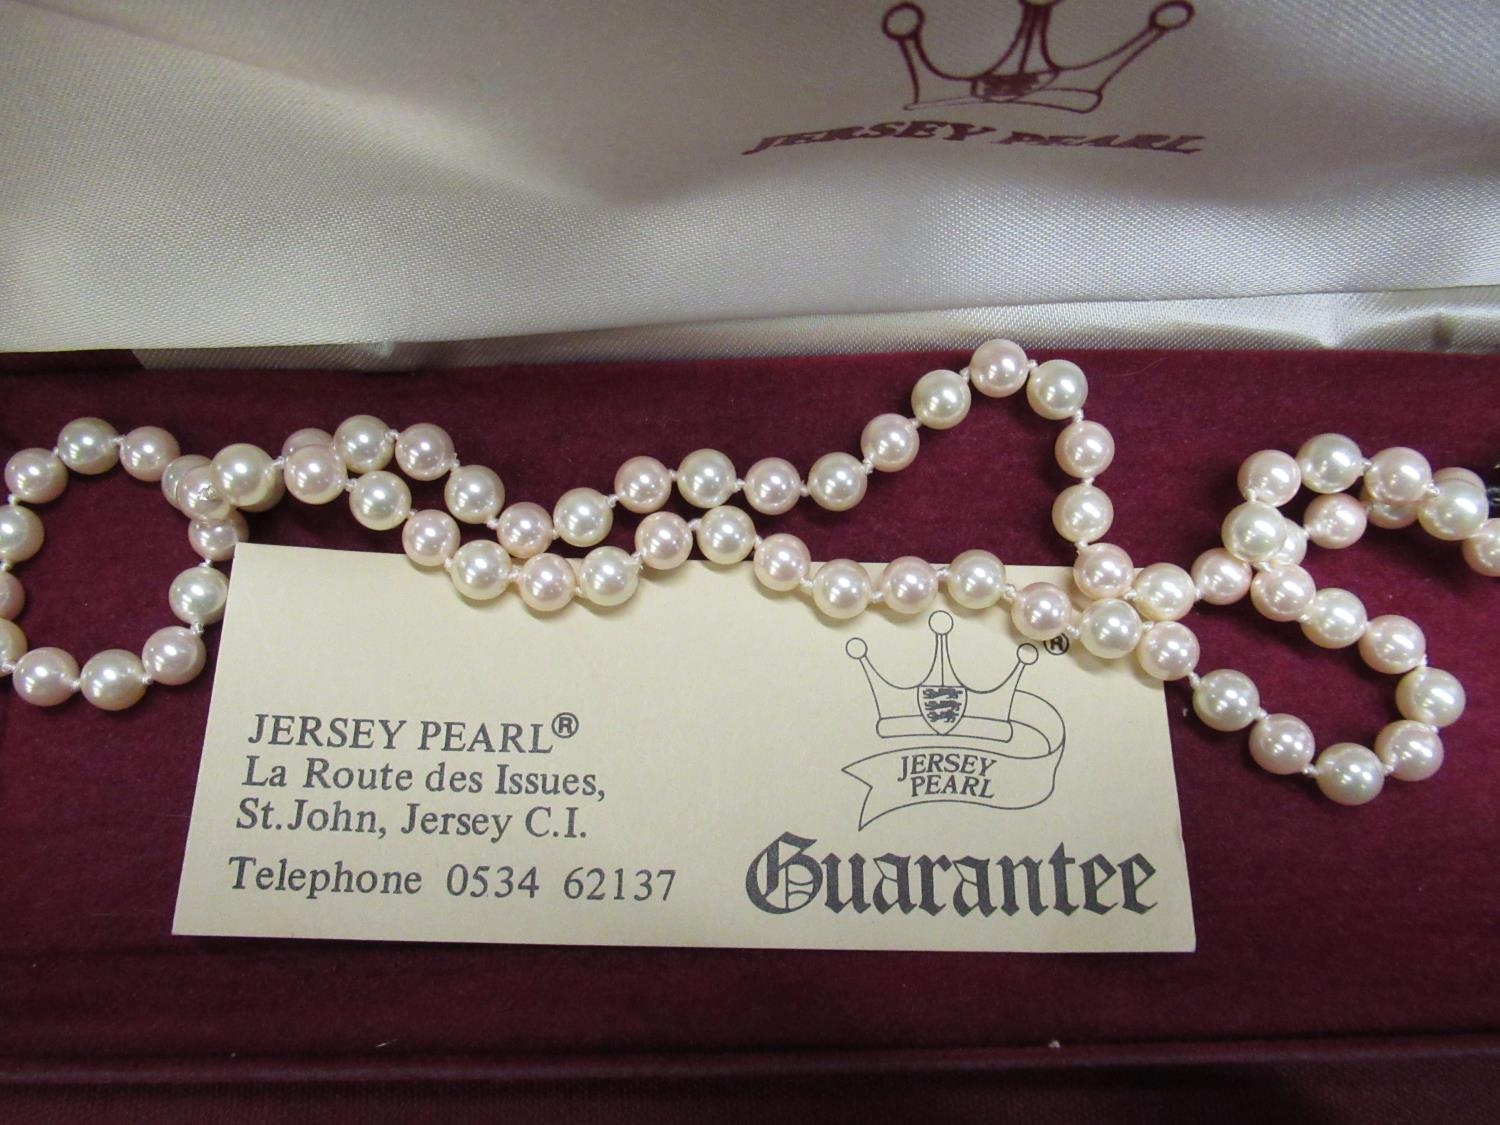 JERSEY PEARL
JERSEY PEARL®
La Route des Issues,
St. John, Jersey C.I.
Telephone 0534 62137
®
JERSEY
PEARL
Guarantee